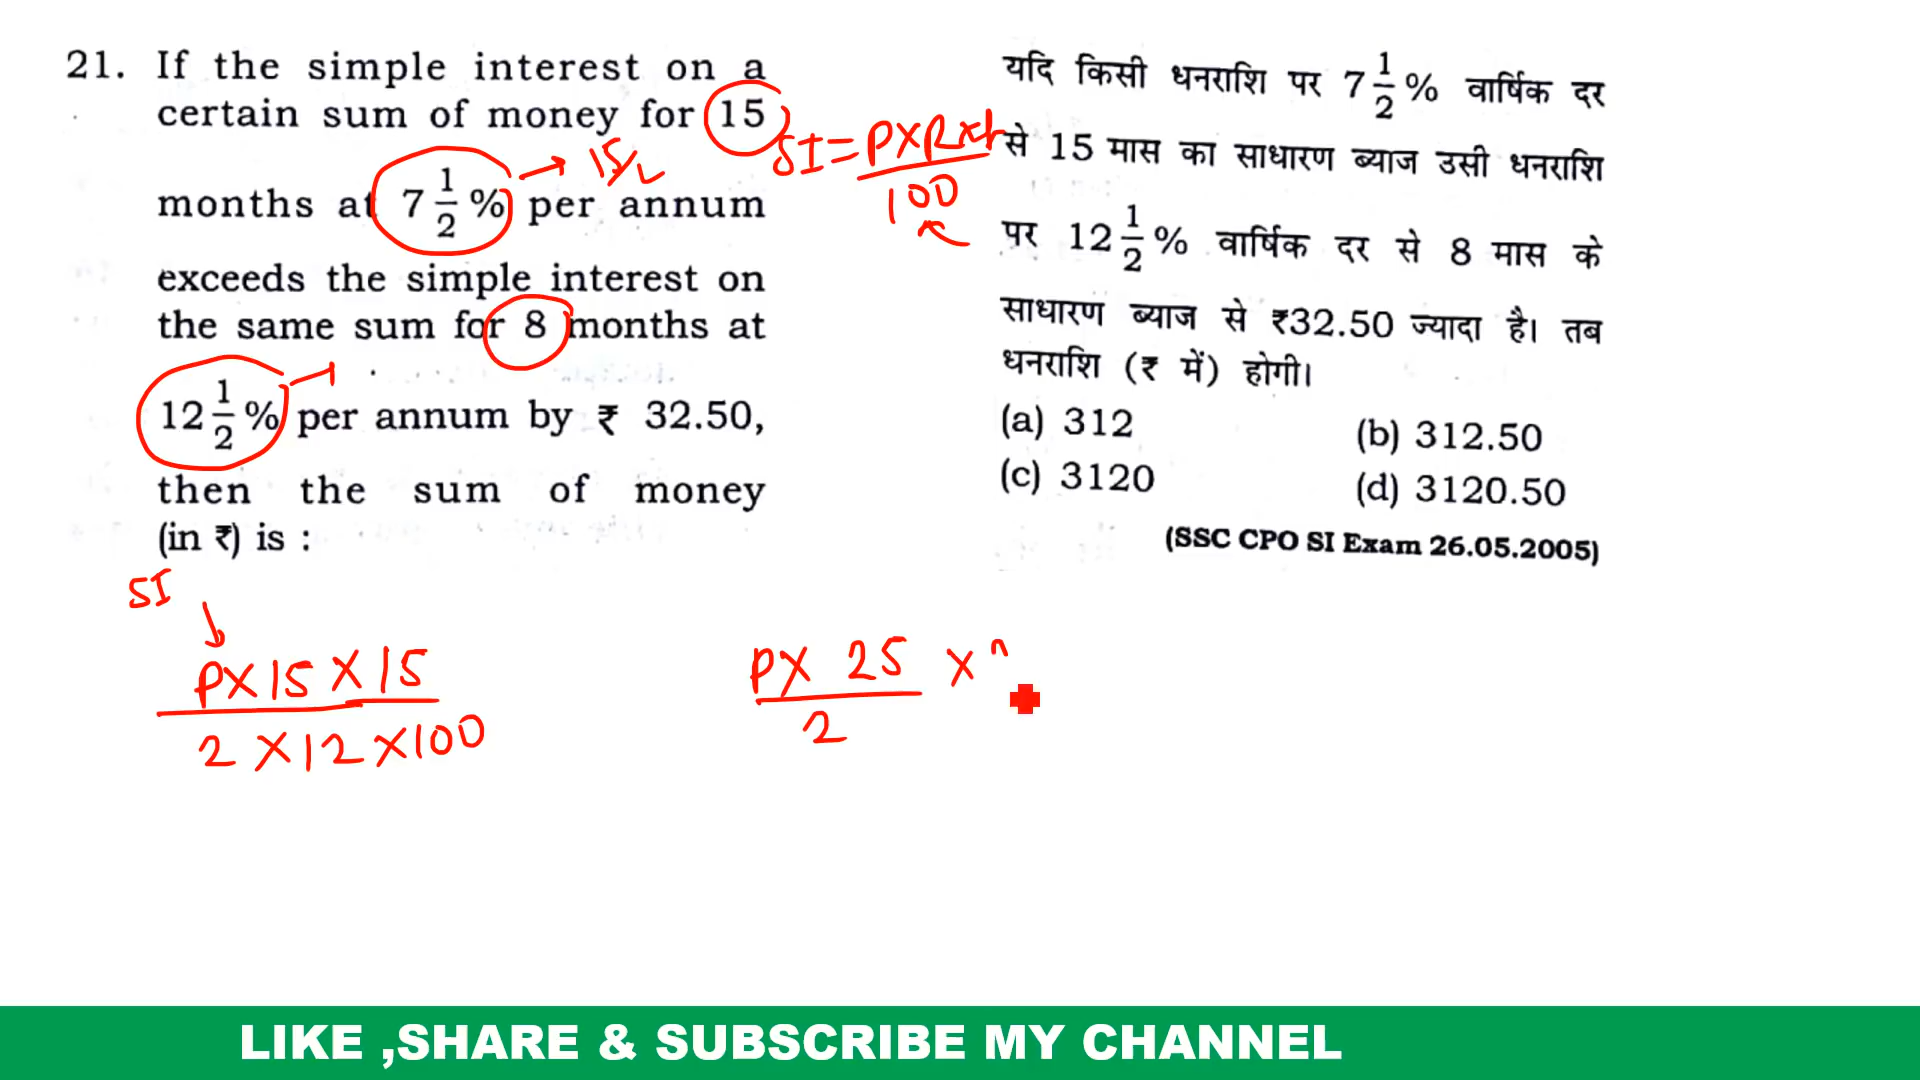 21. If the simple interest on a
certain sum of money for 15
months at 7 1/2 % per annum
exceeds the simple interest on
the same sum for 8 months at
12 1/2 % per annum by ₹ 32.50,
then the sum of money
(in ₹) is :
15/2
SI = P X R X t
100
यदि किसी धनराशि पर 7 1/2 % वार्षिक दर
से 15 मास का साधारण ब्याज उसी धनराशि
पर 12 1/2 % वार्षिक दर से 8 मास के
साधारण ब्याज से ₹32.50 ज्यादा है। तब
धनराशि (₹ में) होगी।
(a) 312 (b) 312.50
(c) 3120 (d) 3120.50
(SSC CPO SI Exam 26.05.2005)
SI
P X 15 X 15
2 X 12 X 100
P X 25 X
2
LIKE ,SHARE & SUBSCRIBE MY CHANNEL